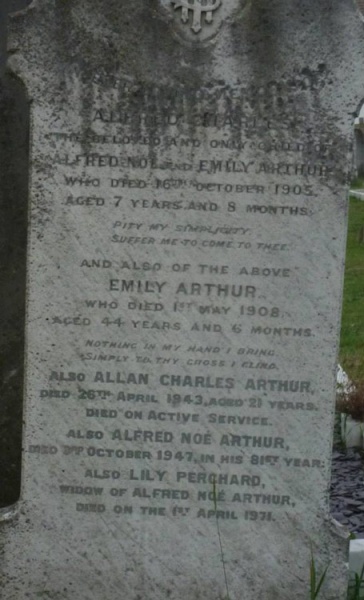 ALFRED CHARLES
THE BELOVED AND ONLY CHILD OF
ALFRED NOÉ AND EMILY ARTHUR
WHO DIED 16TH OCTOBER 1905.
AGED 7 YEARS AND 8 MONTHS.
PITY MY SIMPLICITY
SUFFER ME TO COME TO THEE.
AND ALSO OF THE ABOVE
EMILY ARTHUR
WHO DIED 1ST MAY 1908.
AGED 44 YEARS AND 6 MONTHS.
NOTHING IN MY HAND I BRING.
SIMPLY TO THY CROSS I CLING.
ALSO ALLAN CHARLES ARTHUR,
DIED 26TH APRIL 1943, AGED 21 YEARS.
DIED ON ACTIVE SERVICE.
ALSO ALFRED NOÉ ARTHUR,
DIED OCTOBER 1947, IN HIS 81ST YEAR.
ALSO LILY PERCHARD,
WIDOW OF ALFRED NOÉ ARTHUR,
DIED ON THE 1ST APRIL 1971.